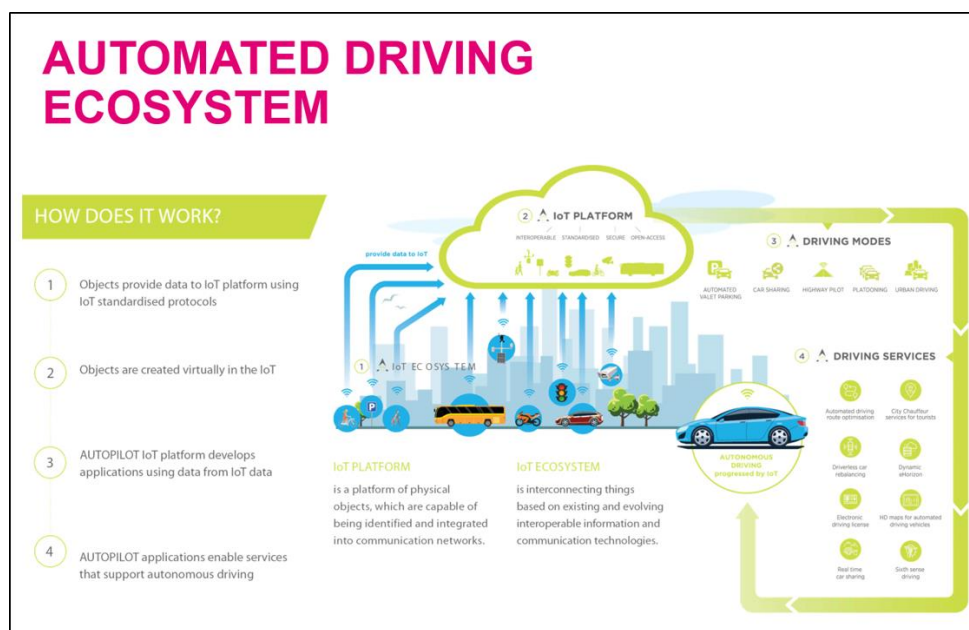 AUTOMATED DRIVING
ECOSYSTEM
HOW DOES IT WORK?
1
Objects provide data to IoT platform using
IoT standardised protocols
2
Objects are created virtually in the IoT
3
AUTOPILOT IoT platform develops
applications using data from IoT data
4
AUTOPILOT applications enable services
that support autonomous driving
2 IoT PLATFORM
INTEROPERABLE STANDARDISED SECURE OPEN-ACCESS
provide data to IoT
1 IoT ECOSYS TEM
P
IoT PLATFORM
is a platform of physical
objects, which are capable of
being identified and integrated
into communication networks.
IoT ECOSYSTEM
is interconnecting things
based on existing and evolving
interoperable information and
communication technologies.
AUTONOMOUS
DRIVING
progressed by IoT
3 DRIVING MODES
P
AUTOMATED
VALET PARKING
CAR SHARING
HIGHWAY PILOT
PLATOONING
URBAN DRIVING
4 DRIVING SERVICES
Automated driving
route optimisation
City Chauffeur
services for tourists
Driverless car
rebalancing
Dynamic
eHorizon
Electronic
driving license
HD maps for automated
driving vehicles
Real time
car sharing
Sixth sense
driving